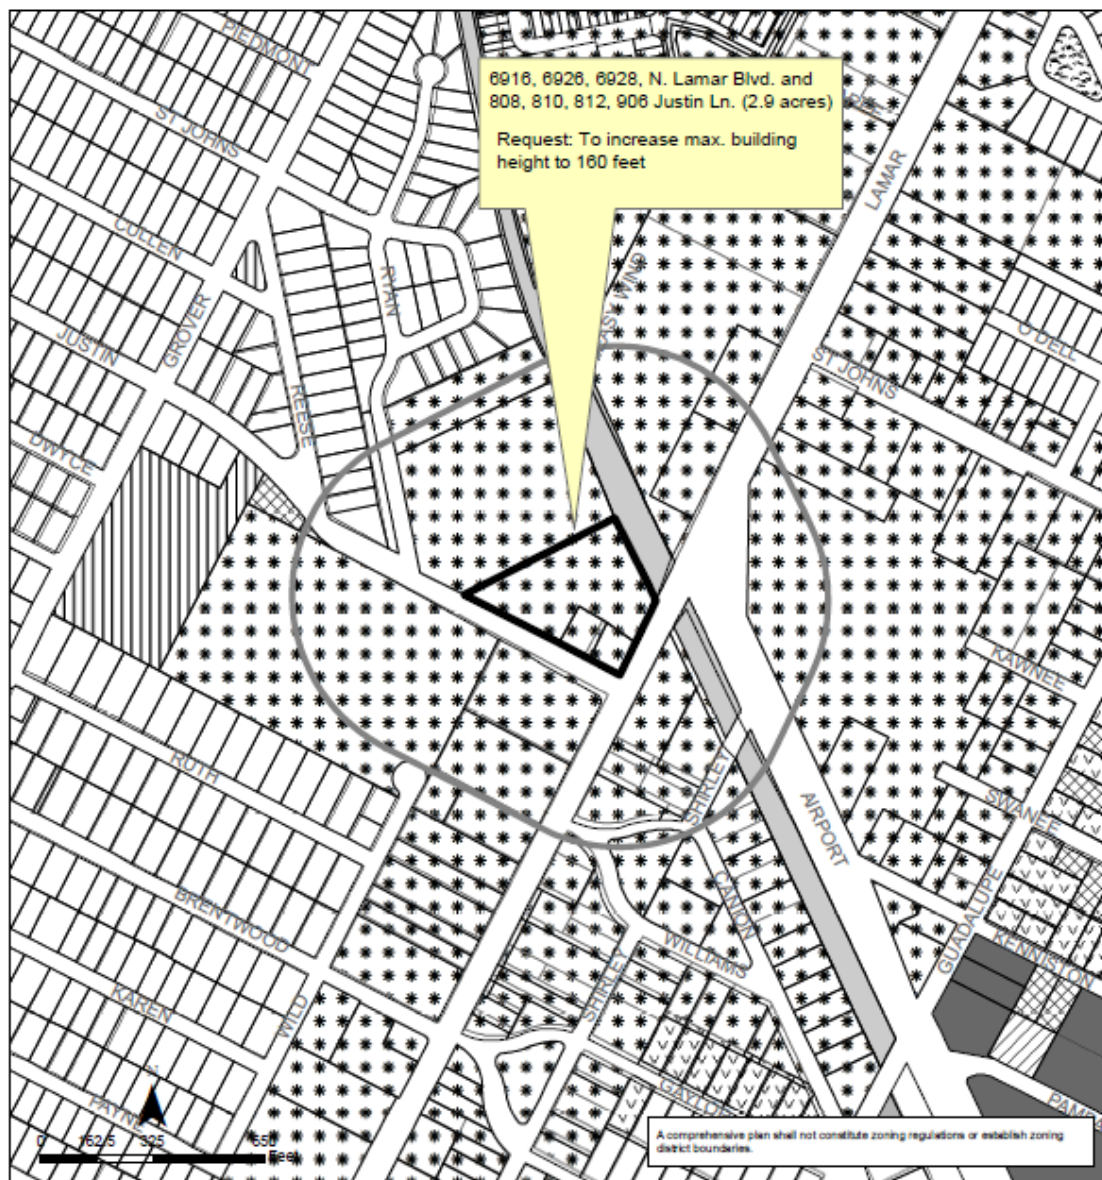 PIEDMONT
ST JOHNS
CULLEN
JUSTIN
DWYCE
GROVER
REESE
RYAN
6916, 6926, 6928, N. Lamar Blvd. and
808, 810, 812, 906 Justin Ln. (2.9 acres)
Request: To increase max. building
height to 160 feet
LAMAR
WIND
ST JOHNS
O DELL
KAWNEE
SWANEE
AIRPORT
GUADALUPE
KENNISTON
SHIRLEY
CANION
WILLIAMS
SHIRLEY
RUTH
BRENTWOOD
KAREN
WILD
PAYNE
0 162.5 325 650
Feet
A comprehensive plan shall not constitute zoning regulations or establish zoning
district boundaries.